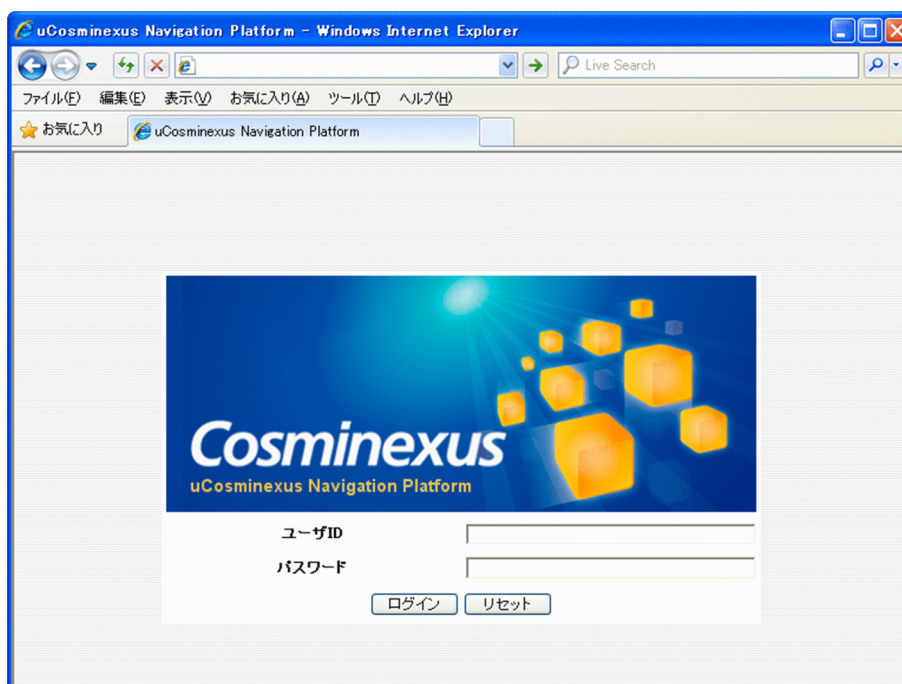 uCosminexus Navigation Platform - Windows Internet Explorer
Live Search
ファイル(F) 編集(E) 表示(V) お気に入り(A) ツール(T) ヘルプ(H)
お気に入り uCosminexus Navigation Platform
Cosminexus
uCosminexus Navigation Platform
ユーザID
パスワード
ログイン リセット